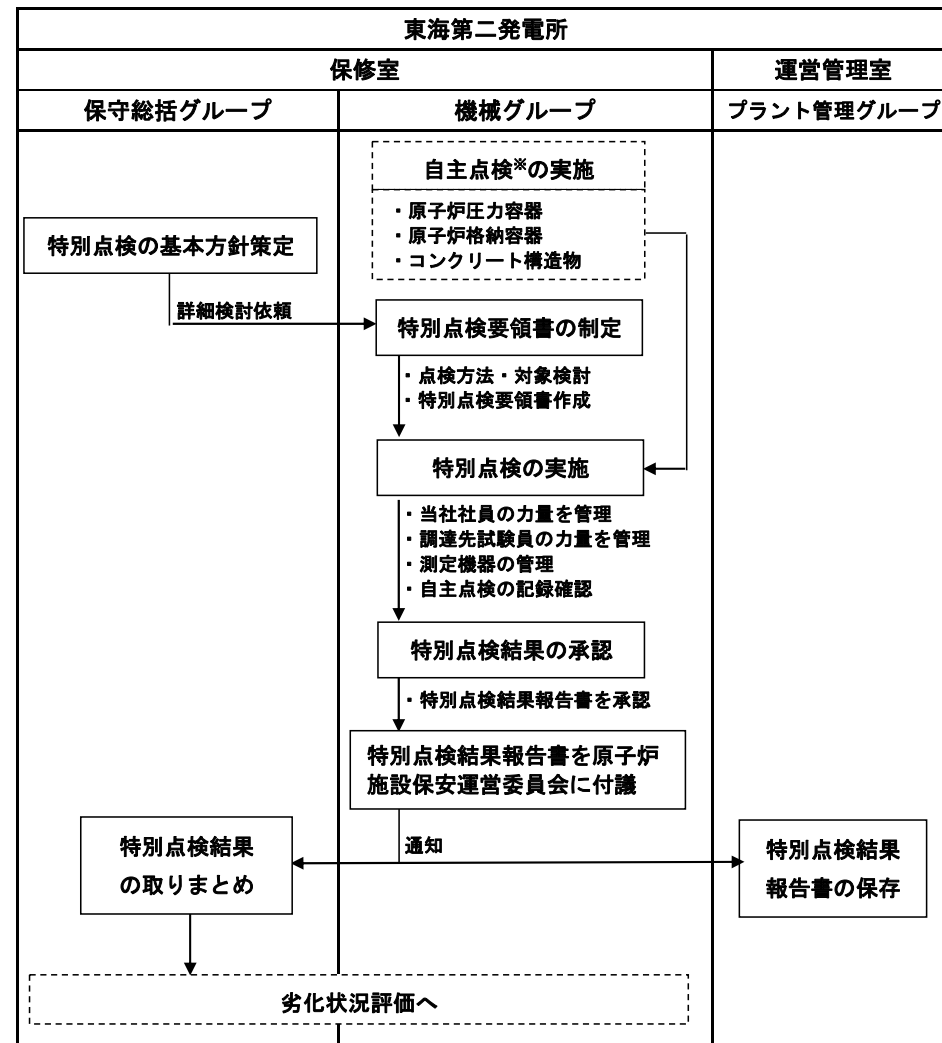 東海第二発電所
保修室
運営管理室
保守総括グループ
機械グループ
プラント管理グループ
自主点検※の実施
・原子炉圧力容器
・原子炉格納容器
・コンクリート構造物
特別点検の基本方針策定
詳細検討依頼
特別点検要領書の制定
・点検方法・対象検討
・特別点検要領書作成
特別点検の実施
・当社社員の力量を管理
・調達先試験員の力量を管理
・測定機器の管理
・自主点検の記録確認
特別点検結果の承認
・特別点検結果報告書を承認
特別点検結果報告書を原子炉
施設保安運営委員会に付議
通知
特別点検結果
の取りまとめ
特別点検結果
報告書の保存
劣化状況評価へ